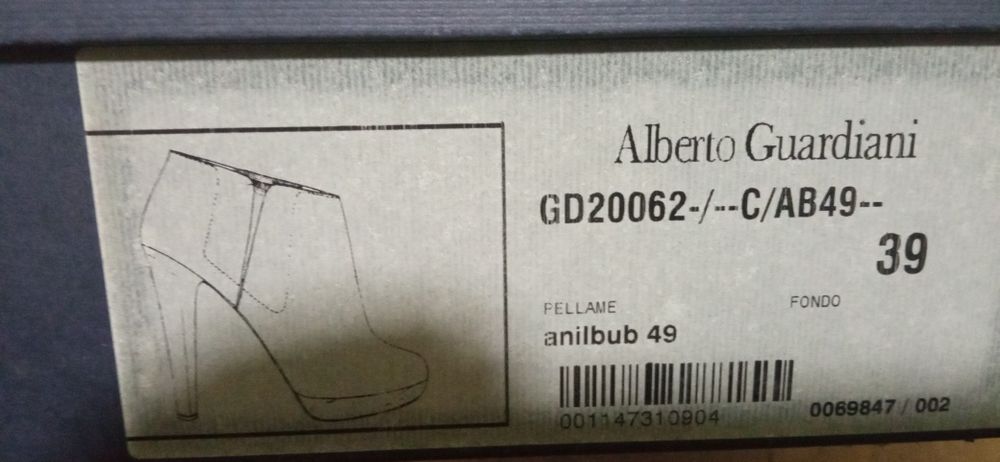 Alberto Guardiani
GD20062-/--C/AB49--
39
PELLAME FONDO
anilbub 49
001147310904
0069847 / 002